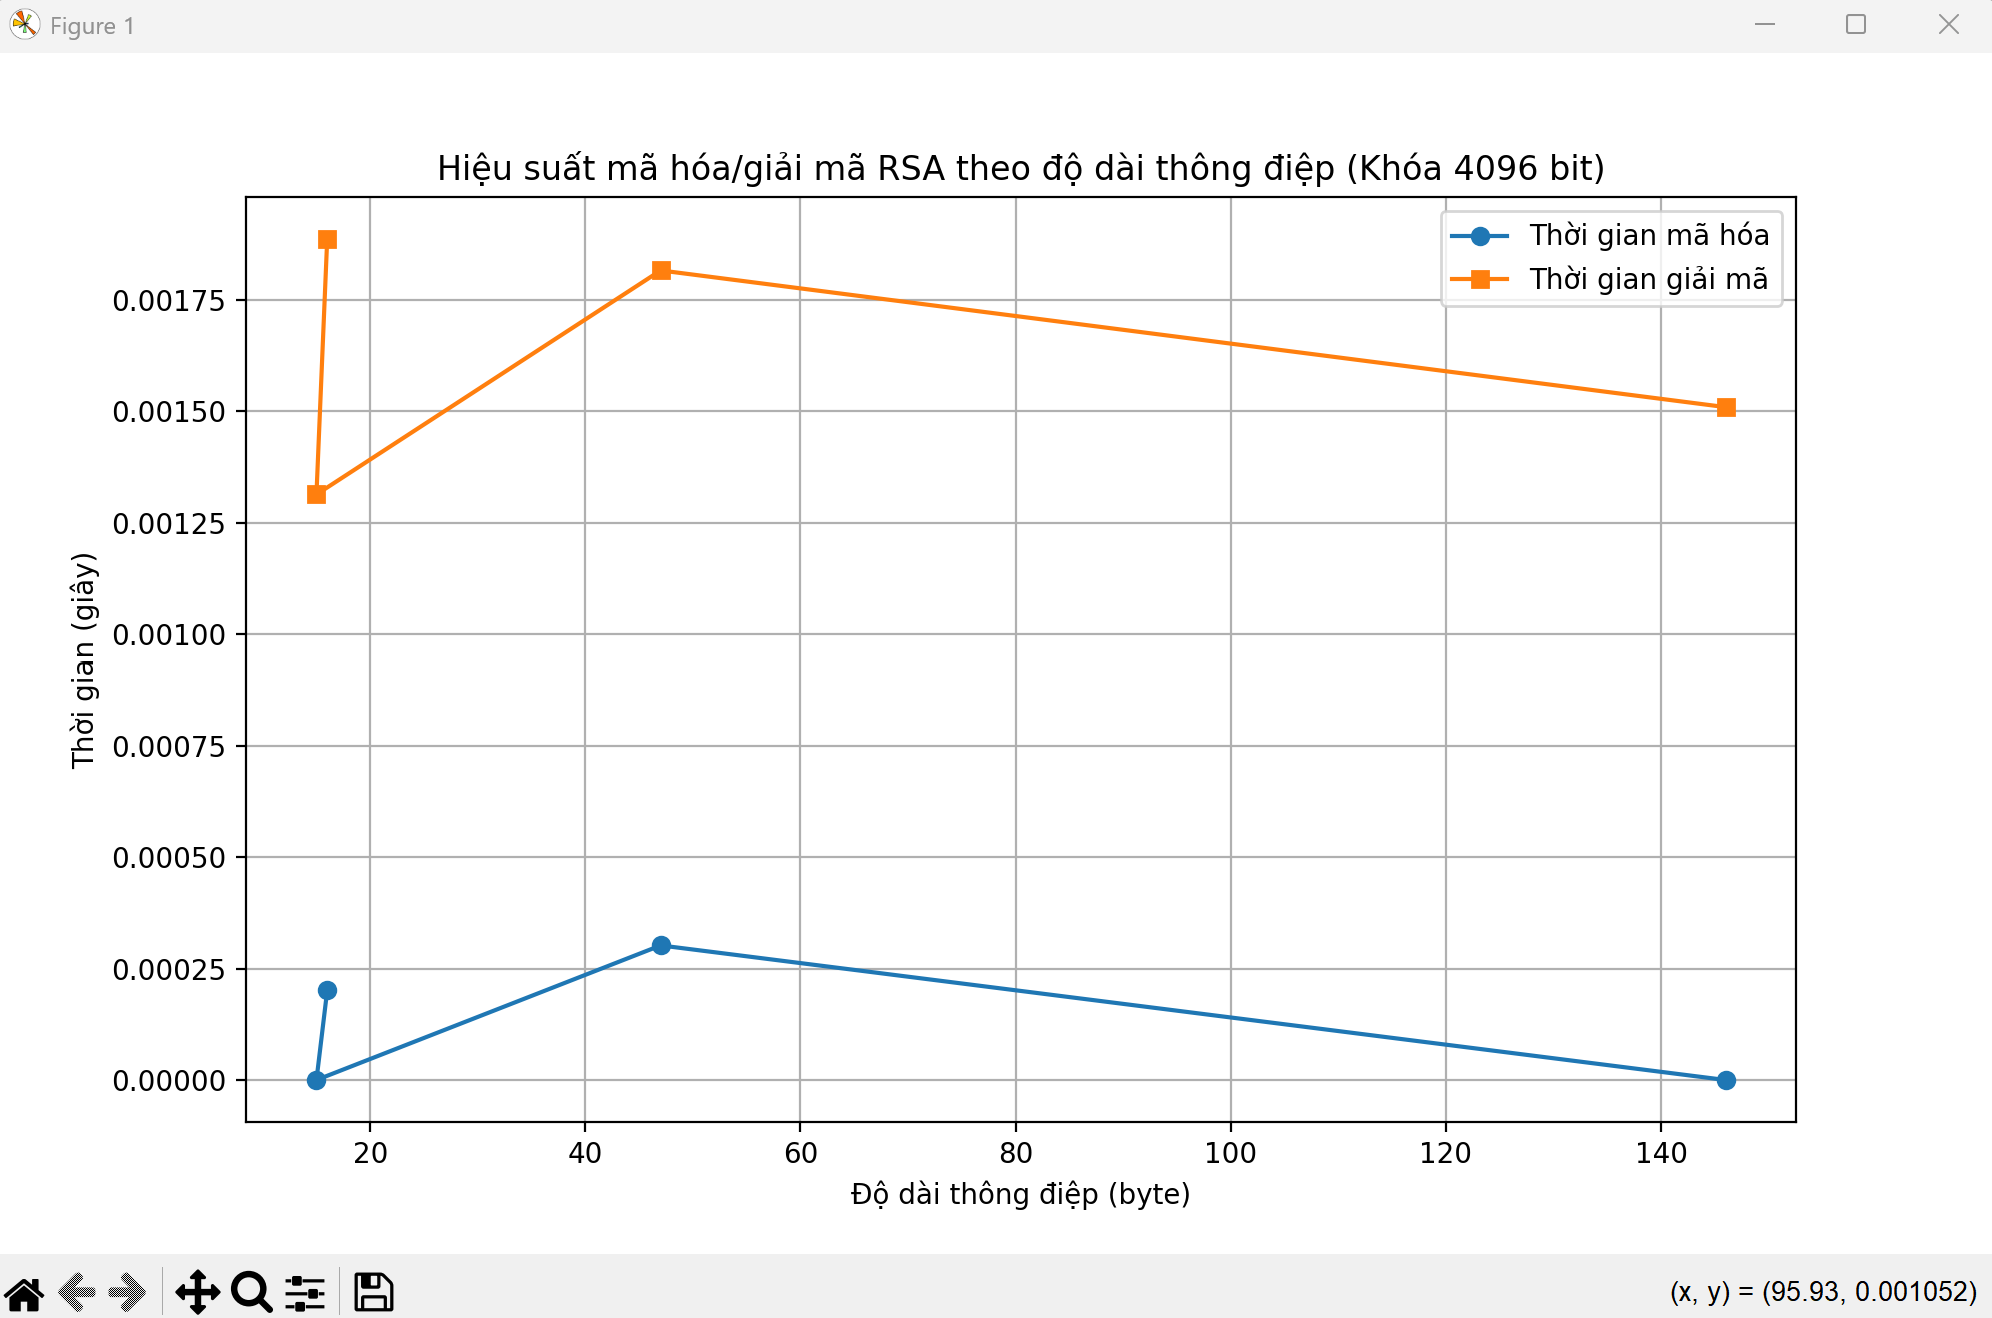 Figure 1
Hiệu suất mã hóa/giải mã RSA theo độ dài thông điệp (Khóa 4096 bit)
Thời gian mã hóa
Thời gian giải mã
Thời gian (giây)
0.00175
0.00150
0.00125
0.00100
0.00075
0.00050
0.00025
0.00000
20 40 60 80 100 120 140
Độ dài thông điệp (byte)
(x, y) = (95.93, 0.001052)